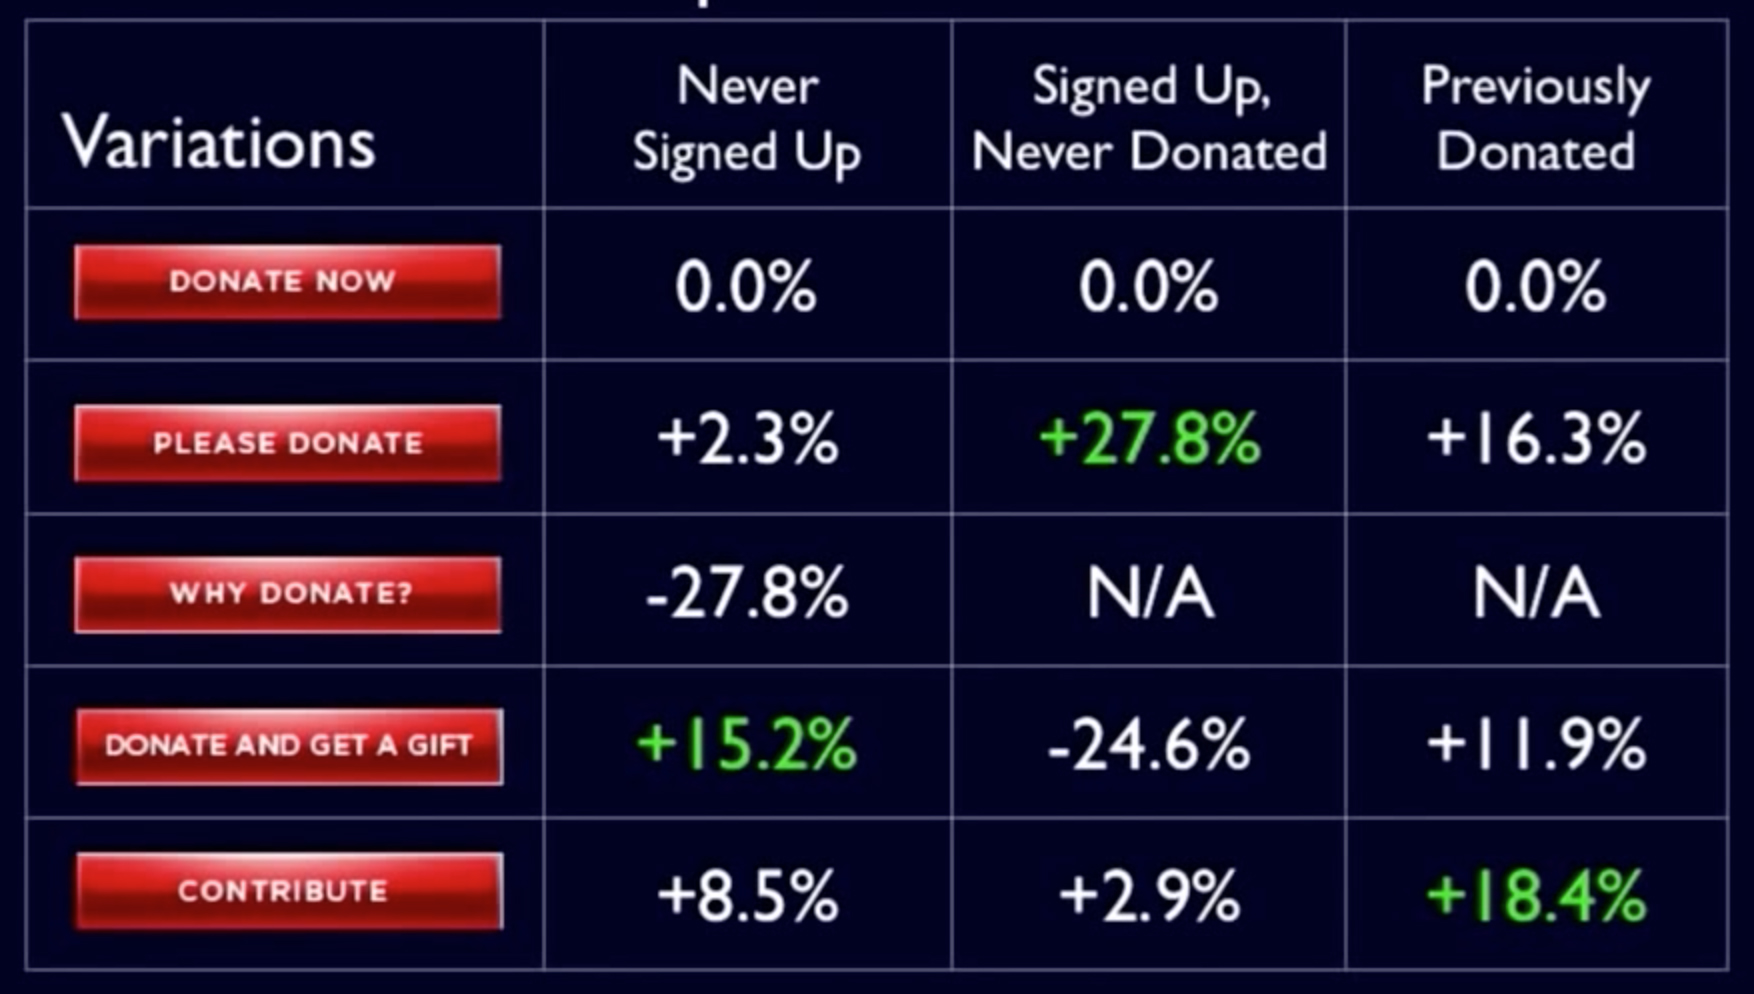 Variations
Never
Signed Up
Signed Up,
Never Donated
Previously
Donated
DONATE NOW
0.0%
0.0%
0.0%
PLEASE DONATE
+2.3%
+27.8%
+16.3%
WHY DONATE?
-27.8%
N/A
N/A
DONATE AND GET A GIFT
+15.2%
-24.6%
+11.9%
CONTRIBUTE
+8.5%
+2.9%
+18.4%